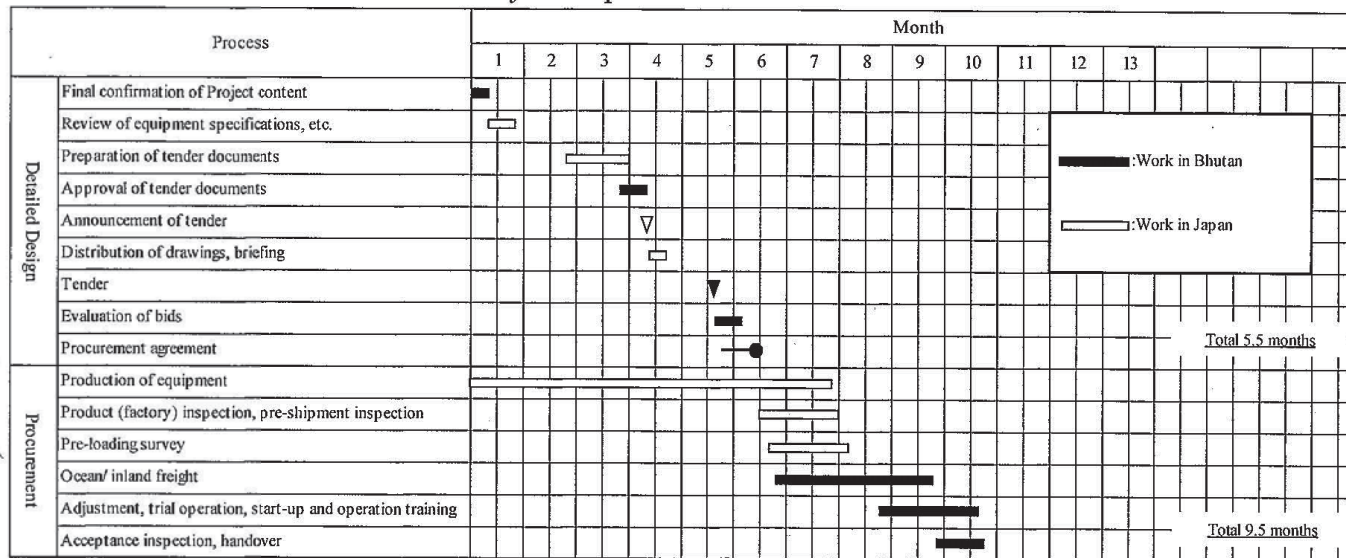 Process
Month
1 2 3 4 5 6 7 8 9 10 11 12 13
Detailed Design
Final confirmation of Project content
Review of equipment specifications, etc.
Preparation of tender documents
Approval of tender documents
Announcement of tender
Distribution of drawings, briefing
Tender
Evaluation of bids
Procurement agreement
:Work in Bhutan
:Work in Japan
Total 5.5 months
Procurement
Production of equipment
Product (factory) inspection, pre-shipment inspection
Pre-loading survey
Ocean/ inland freight
Adjustment, trial operation, start-up and operation training
Acceptance inspection, handover
Total 9.5 months